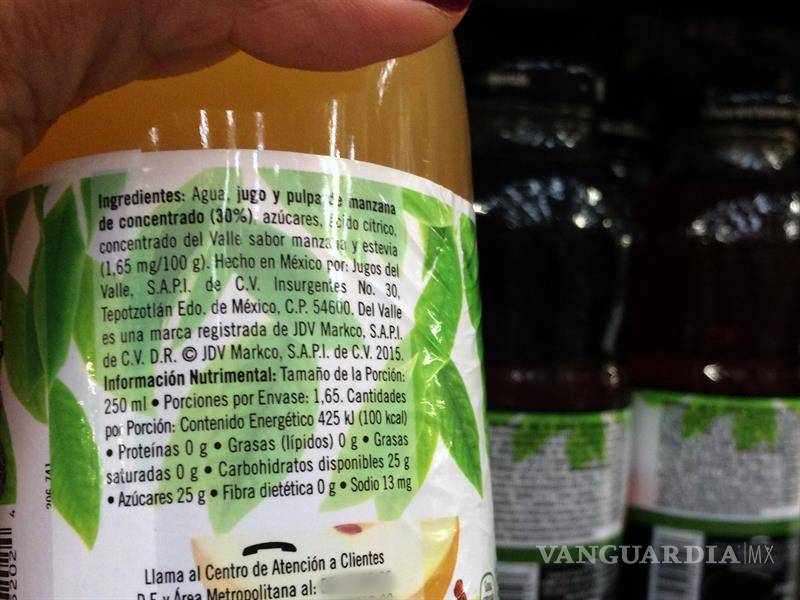 Ingredientes: Agua, jugo y pulpa de manzana
de concentrado (30%), azúcares, ácido cítrico,
concentrado del Valle sabor manzana y estevia
(1,65 mg/100 g). Hecho en México por: Jugos del
Valle, S.A.P.I. de C.V. Insurgentes No. 30,
Tepotzotlán Edo. de México, C.P. 54600. Del Valle
es una marca registrada de JDV Markco, S.A.P.I.
de C.V. D.R. © JDV Markco, S.A.P.I. de C.V. 2015.
Información Nutrimental: Tamaño de la Porción:
250 ml • Porciones por Envase: 1,65. Cantidades
por Porción: Contenido Energético 425 kJ (100 kcal)
• Proteínas 0 g • Grasas (lípidos) 0 g • Grasas
saturadas 0 g • Carbohidratos disponibles 25 g
• Azúcares 25 g • Fibra dietética 0 g • Sodio 13 mg
Llama al Centro de Atención a Clientes
D.F. y Área Metropolitana al:
VANGUARDIA|MX